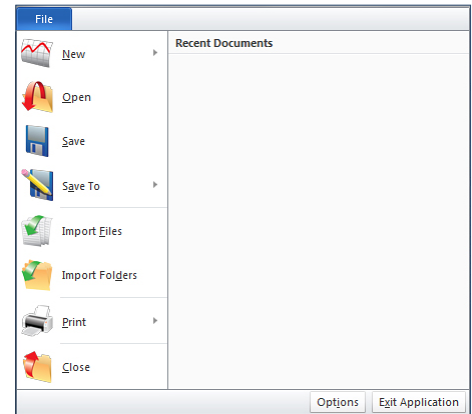 File
Recent Documents
New
Open
Save
Save To
Import Files
Import Folders
Print
Close
Options
Exit Application